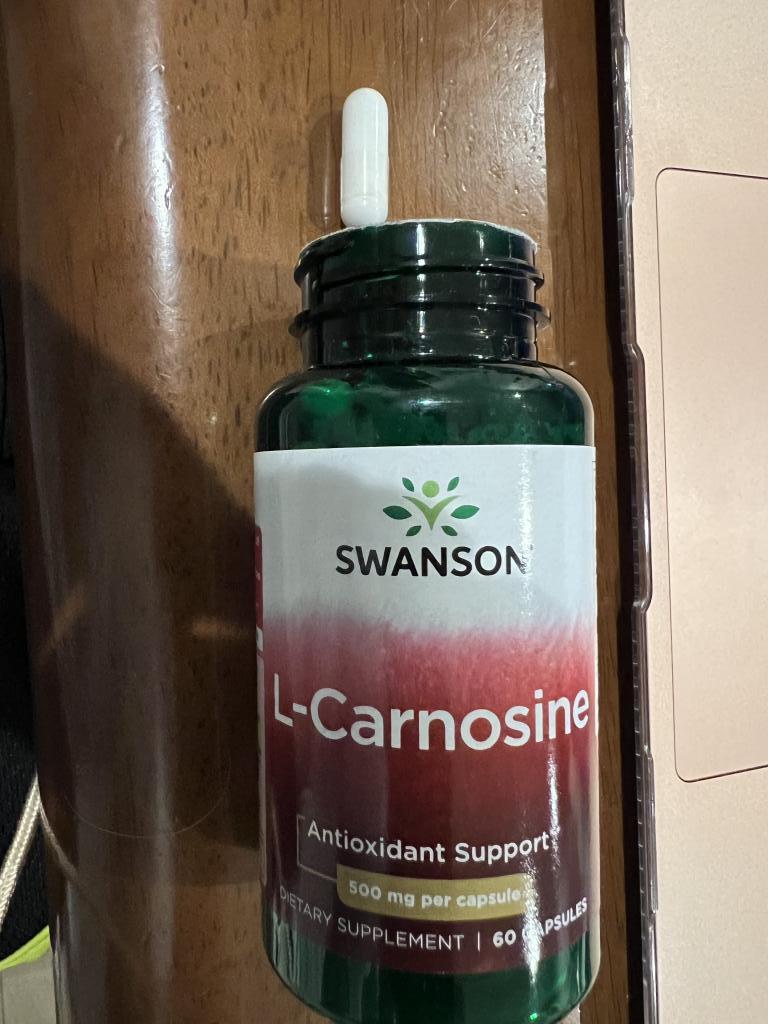 SWANSON
L-Carnosine
Antioxidant Support
500 mg per capsule
DIETARY SUPPLEMENT | 60 CAPSULES